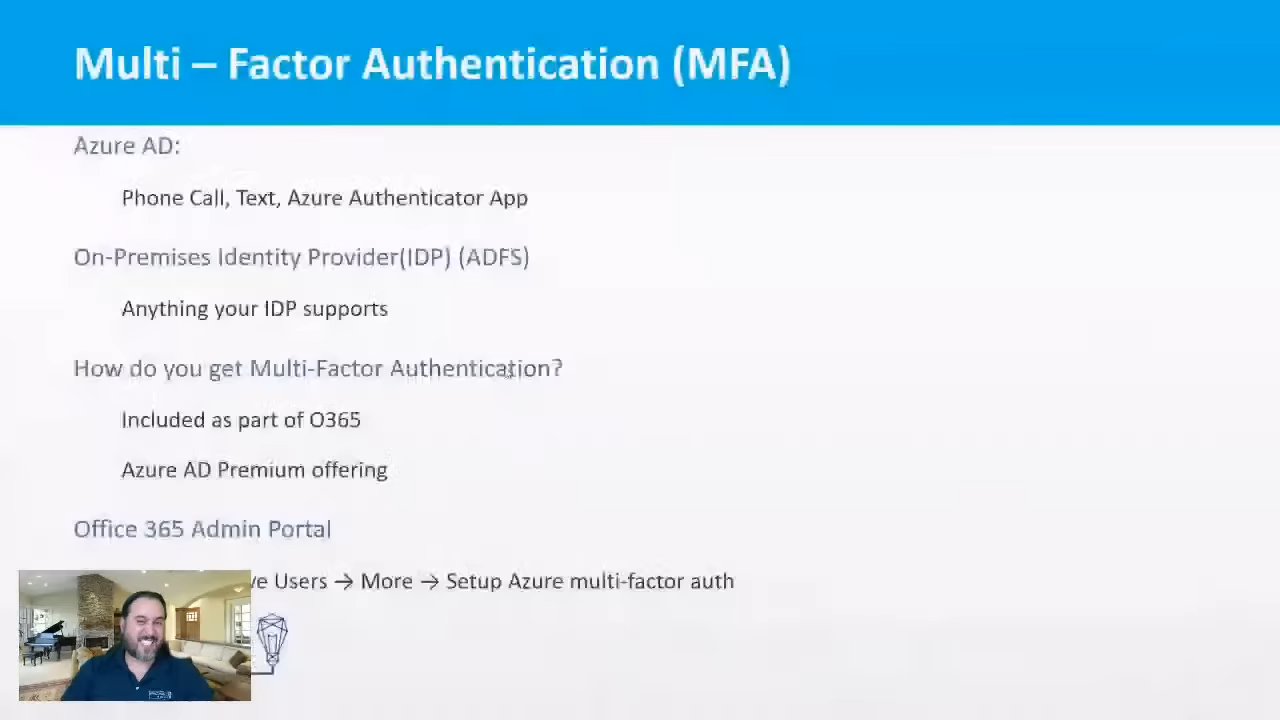 Multi – Factor Authentication (MFA)
Azure AD:
Phone Call, Text, Azure Authenticator App
On-Premises Identity Provider(IDP) (ADFS)
Anything your IDP supports
How do you get Multi-Factor Authentication?
Included as part of O365
Azure AD Premium offering
Office 365 Admin Portal
ve Users → More → Setup Azure multi-factor auth